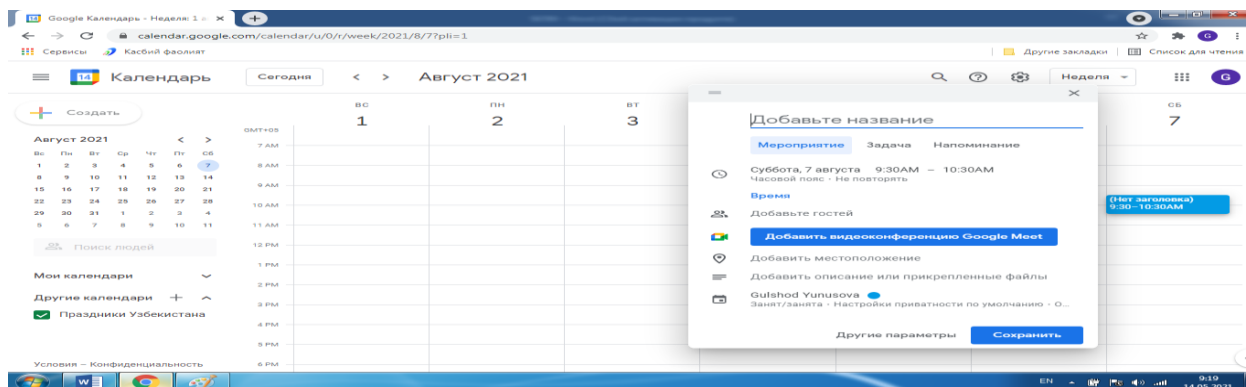 Google Календарь - Неделя: 1
calendar.google.com/calendar/u/0/r/week/2021/8/7?pli=1
G
Сервисы Касбий фаолият
Другие закладки Список для чтения
14 Календарь Сегодня < > Август 2021 Неделя G
Создать
ВС ПН ВТ СБ
1 2 3 7
Август 2021 < >
Вс Пн Вт Ср Чт Пт Сб
1 2 3 4 5 6 7
8 9 10 11 12 13 14
15 16 17 18 19 20 21
22 23 24 25 26 27 28
29 30 31 1 2 3 4
5 6 7 8 9 10 11
Поиск людей
Мои календари
Другие календари +
Праздники Узбекистана
Условия – Конфиденциальность
GMT+05
7 AM
8 AM
9 AM
10 AM
11 AM
12 PM
1 PM
2 PM
3 PM
4 PM
5 PM
6 PM
Добавьте название
Мероприятие Задача Напоминание
Суббота, 7 августа 9:30AM – 10:30AM
Часовой пояс · Не повторять
Время
Добавьте гостей
Добавить видеоконференцию Google Meet
Добавить местоположение
Добавить описание или прикрепленные файлы
Gulshod Yunusova
Занят/занята · Настройки приватности по умолчанию · О...
Другие параметры Сохранить
(Нет заголовка)
9:30–10:30AM
EN 9:19
14.05.2021